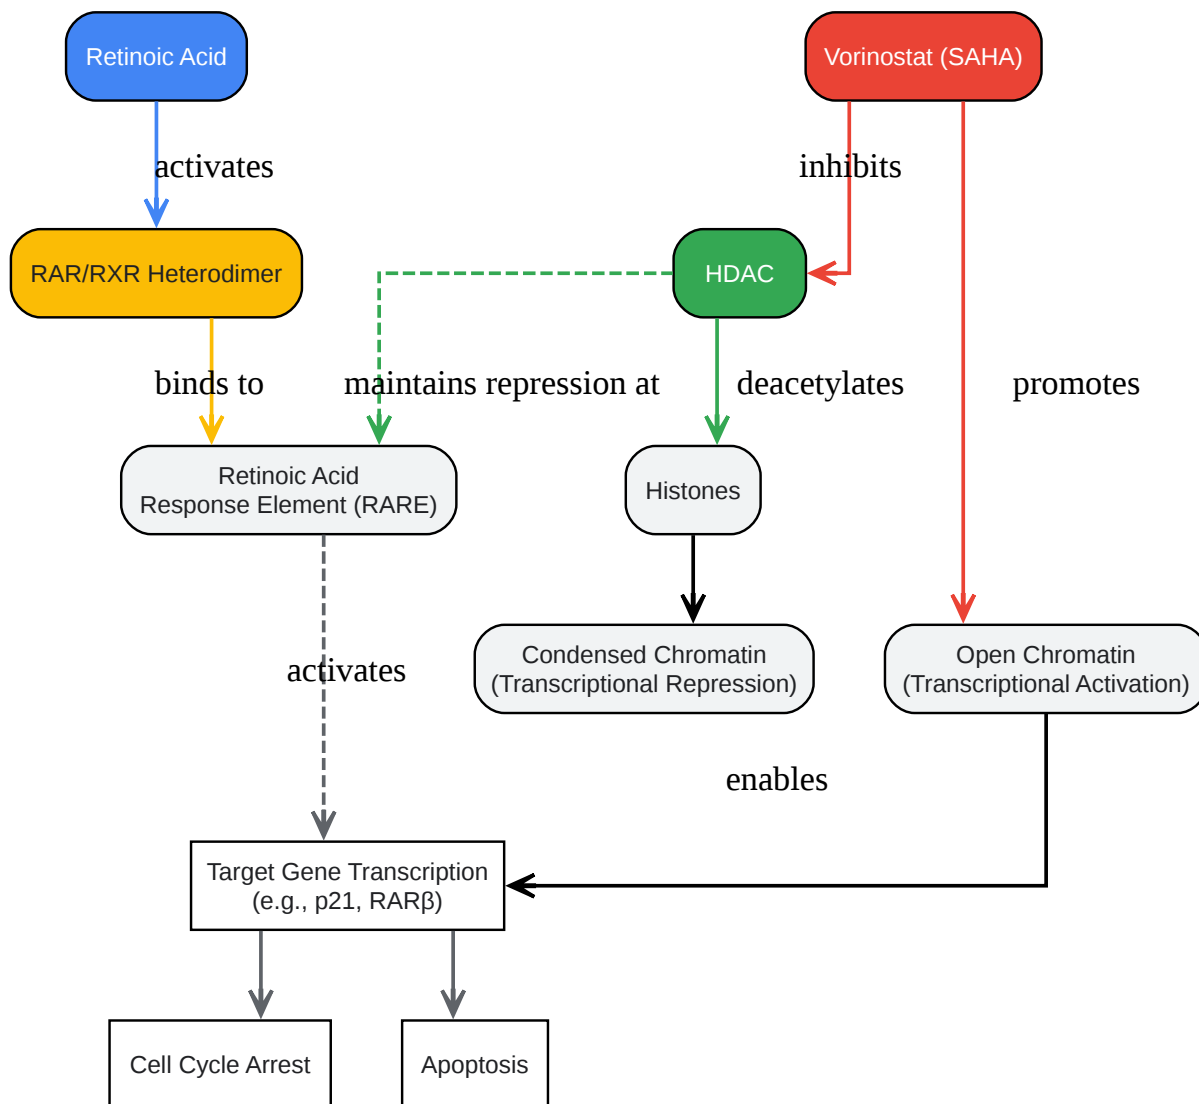 Retinoic Acid
Vorinostat (SAHA)
activates
inhibits
RAR/RXR Heterodimer
HDAC
binds to
maintains repression at
deacetylates
promotes
Retinoic Acid
Response Element (RARE)
Histones
activates
Condensed Chromatin
(Transcriptional Repression)
Open Chromatin
(Transcriptional Activation)
enables
Target Gene Transcription
(e.g., p21, RARβ)
Cell Cycle Arrest
Apoptosis